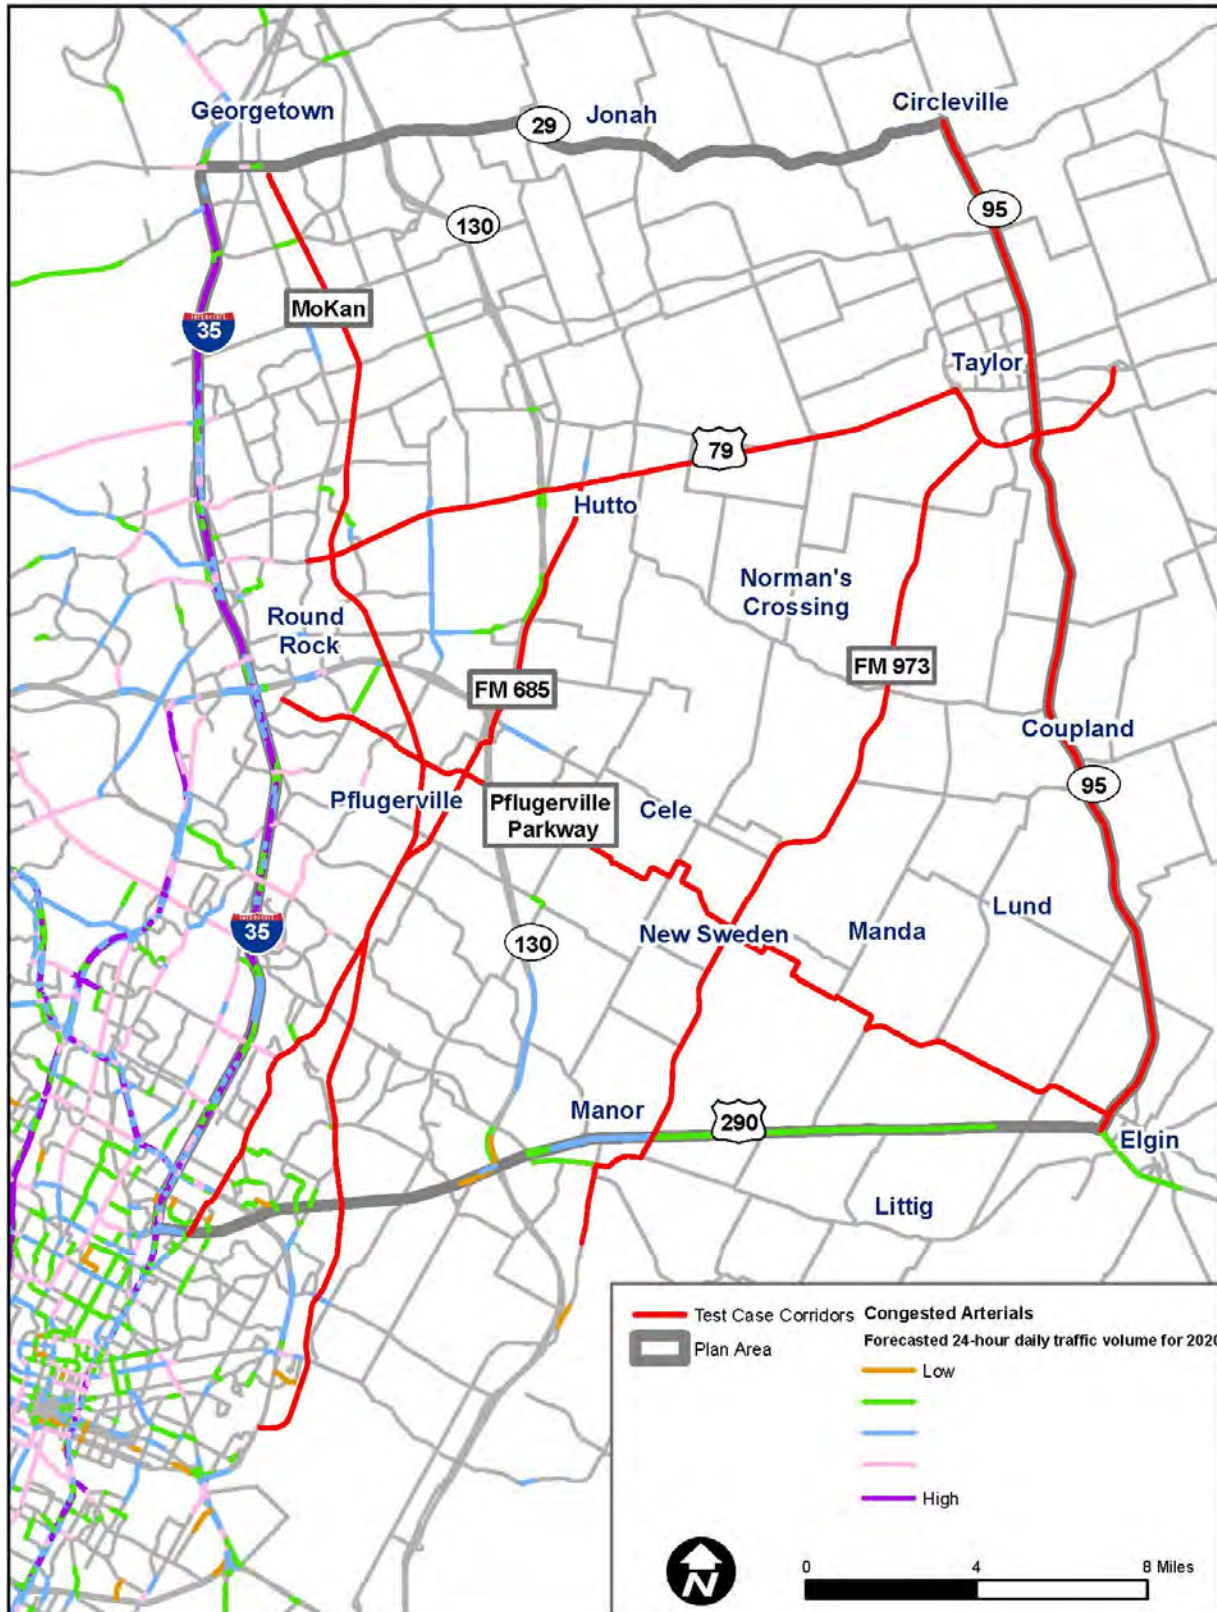 Georgetown
29
Jonah
Circleville
130
95
MoKan
INTERSTATE
35
Taylor
79
Hutto
Norman's
Crossing
Round
Rock
FM 685
FM 973
Coupland
95
Pflugerville
Pflugerville
Parkway
Cele
Lund
INTERSTATE
35
130
New Sweden
Manda
Manor
290
Elgin
Littig
Test Case Corridors
Plan Area
Congested Arterials
Forecasted 24-hour daily traffic volume for 2020
Low
High
N
0 4 8 Miles